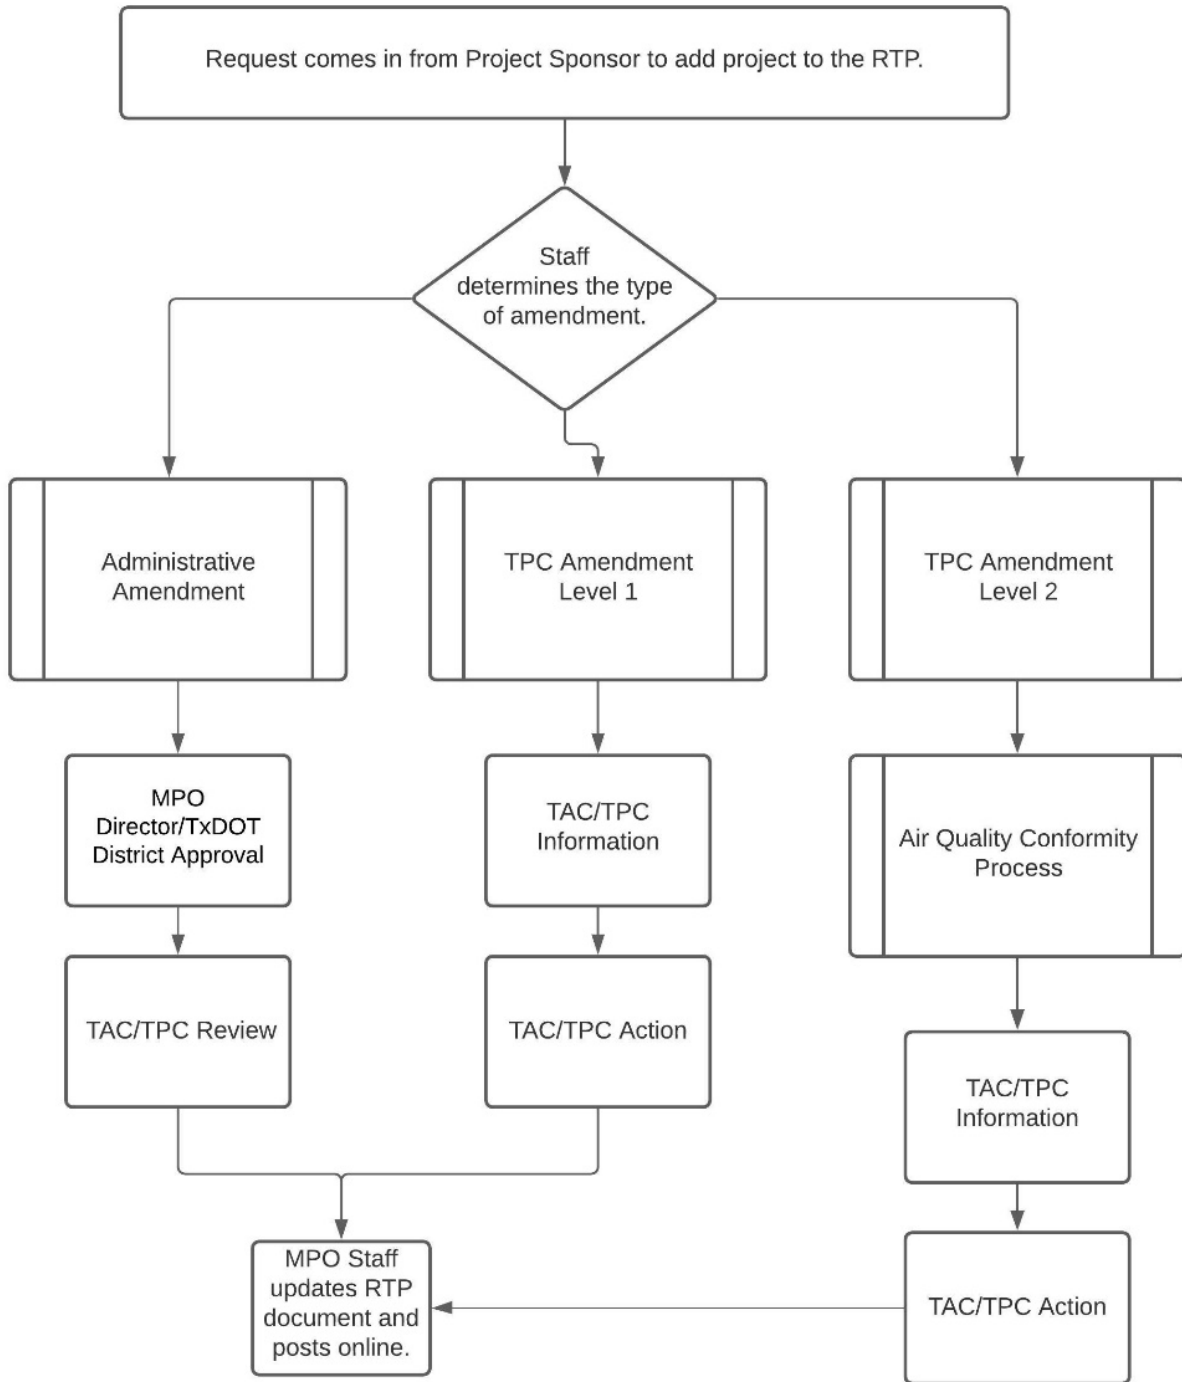 Request comes in from Project Sponsor to add project to the RTP.
Staff
determines the type
of amendment.
Administrative
Amendment
TPC Amendment
Level 1
TPC Amendment
Level 2
MPO
Director/TxDOT
District Approval
TAC/TPC
Information
Air Quality Conformity
Process
TAC/TPC Review
TAC/TPC Action
TAC/TPC
Information
MPO Staff
updates RTP
document and
posts online.
TAC/TPC Action